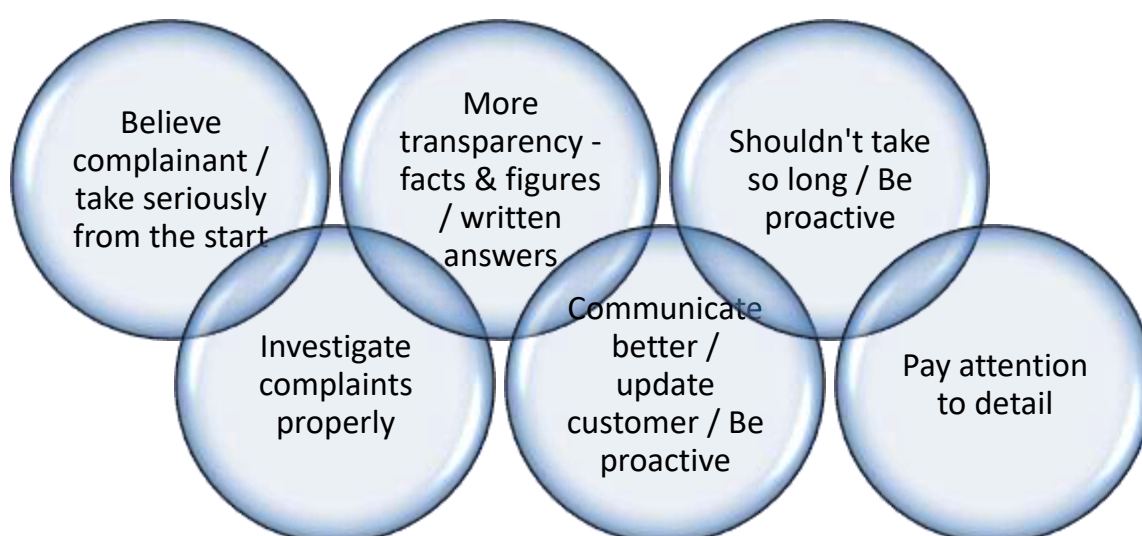 Believe
complainant /
take seriously
from the start
Investigate
complaints
properly
More
transparency -
facts & figures
/ written
answers
Communicate
better /
update
customer / Be
proactive
Shouldn't take
so long / Be
proactive
Pay attention
to detail